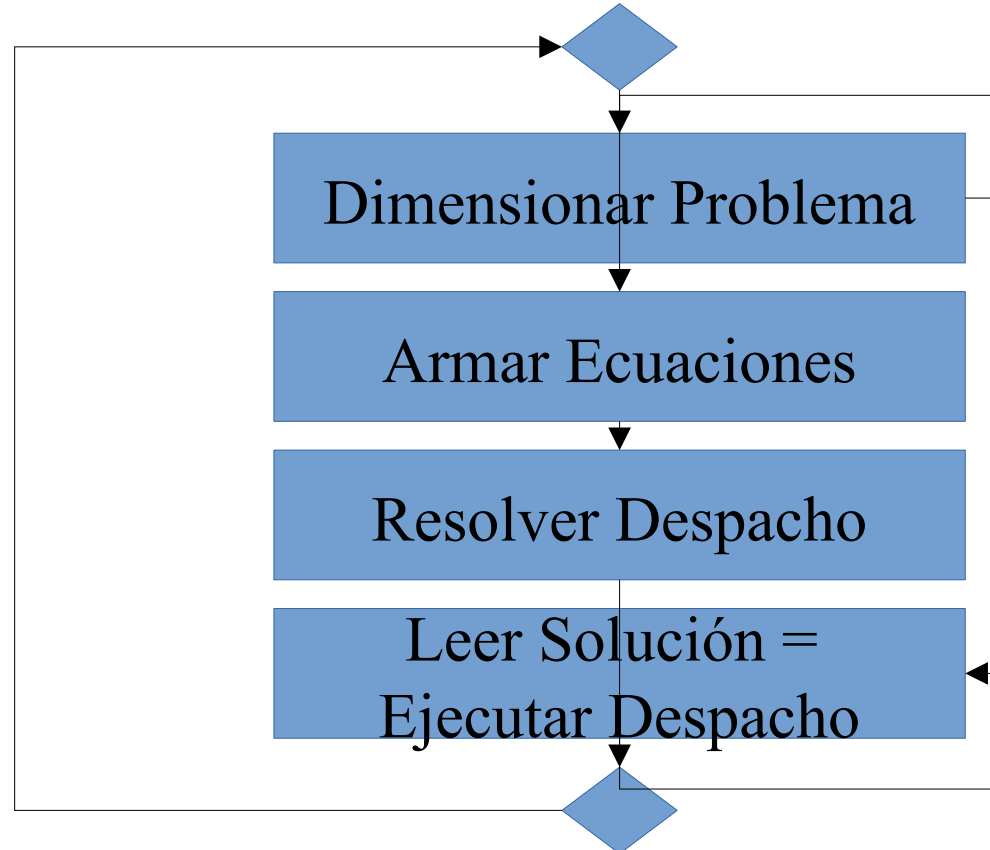 Dimensionar Problema
Armar Ecuaciones
Resolver Despacho
Leer Solución =
Ejecutar Despacho